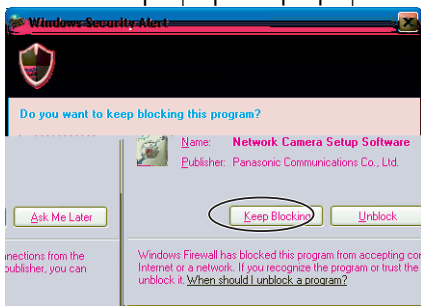 Windows Security Alert
Do you want to keep blocking this program?
Name: Network Camera Setup Software
Publisher: Panasonic Communications Co., Ltd.
Ask Me Later
Keep Blocking
Unblock
nnections from the
publisher, you can
Windows Firewall has blocked this program from accepting con
Internet or a network. If you recognize the program or trust the
unblock it. When should I unblock a program?